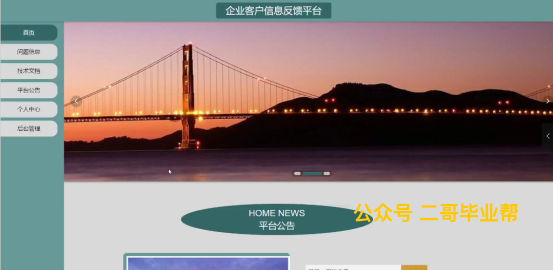 企业客户信息反馈平台
首页
问题信息
技术文档
平台公告
个人中心
后台管理
HOME NEWS
平台公告
公众号 二哥毕业帮